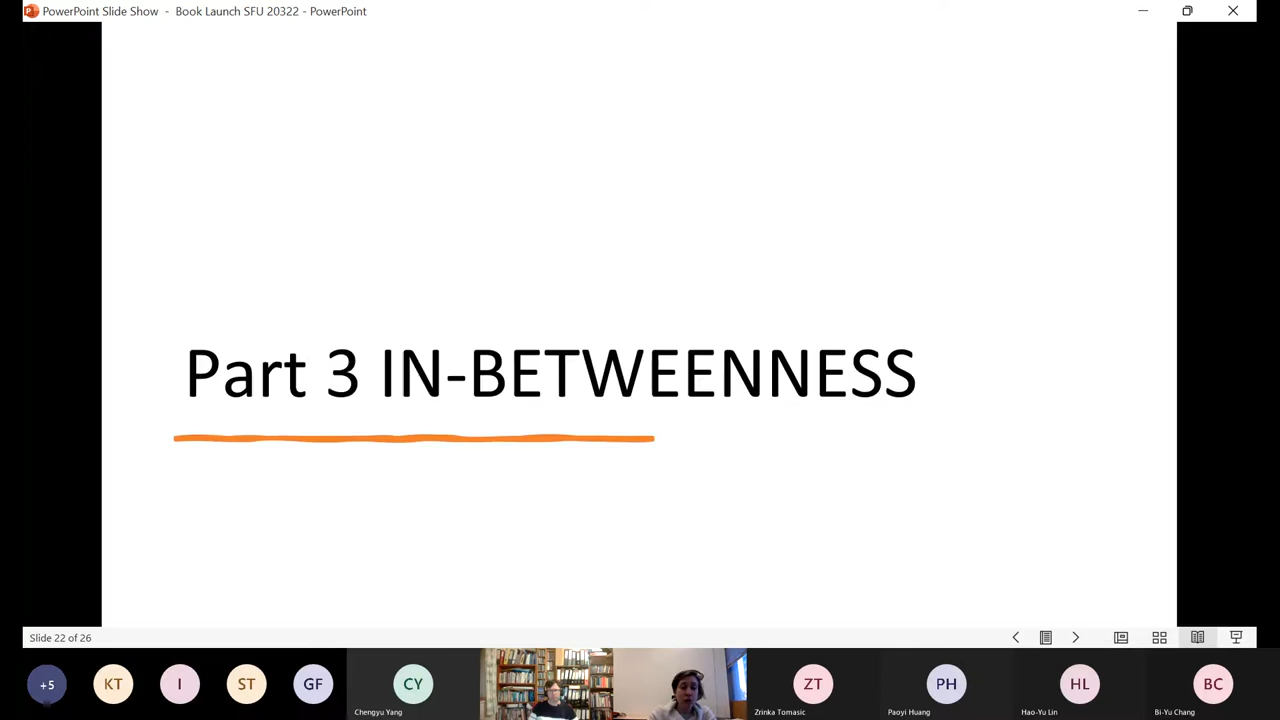 PowerPoint Slide Show - Book Launch SFU 20322 - PowerPoint
Part 3 IN-BETWEENNESS
Slide 22 of 26
+5
KT
I
ST
GF
CY
Chengyu Yang
ZT
Zrinka Tomasic
PH
Paoyi Huang
HL
Hao-Yu Lin
BC
Bi-Yu Chang